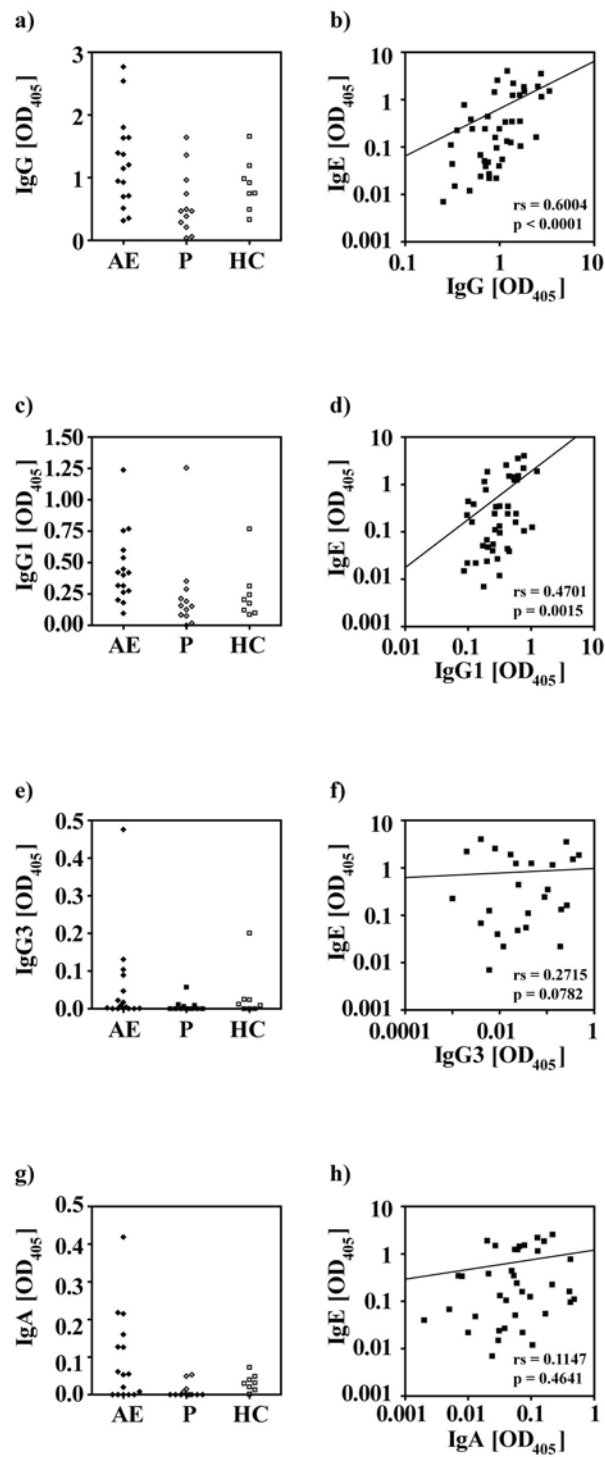 a)
IgG [OD405]
3
2
1
0
AE P HC
b)
IgE [OD405]
10
1
0.1
0.01
0.001
rs = 0.6004
p < 0.0001
0.1 1 10
IgG [OD405]
c)
IgG1 [OD405]
1.50
1.25
1.00
0.75
0.50
0.25
0.00
AE P HC
d)
IgE [OD405]
10
1
0.1
0.01
0.001
rs = 0.4701
p = 0.0015
0.01 0.1 1 10
IgG1 [OD405]
e)
IgG3 [OD405]
0.5
0.4
0.3
0.2
0.1
0.0
AE P HC
f)
IgE [OD405]
10
1
0.1
0.01
0.001
rs = 0.2715
p = 0.0782
0.0001 0.01 1
IgG3 [OD405]
g)
IgA [OD405]
0.5
0.4
0.3
0.2
0.1
0.0
AE P HC
h)
IgE [OD405]
10
1
0.1
0.01
0.001
rs = 0.1147
p = 0.4641
0.001 0.01 0.1 1
IgA [OD405]